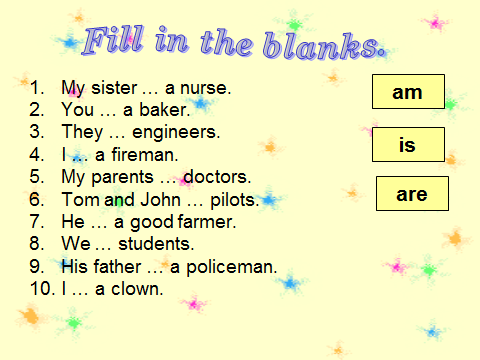 Fill in the blanks.
1. My sister … a nurse.
2. You … a baker.
3. They … engineers.
4. I … a fireman.
5. My parents … doctors.
6. Tom and John … pilots.
7. He … a good farmer.
8. We … students.
9. His father … a policeman.
10. I … a clown.
am
is
are